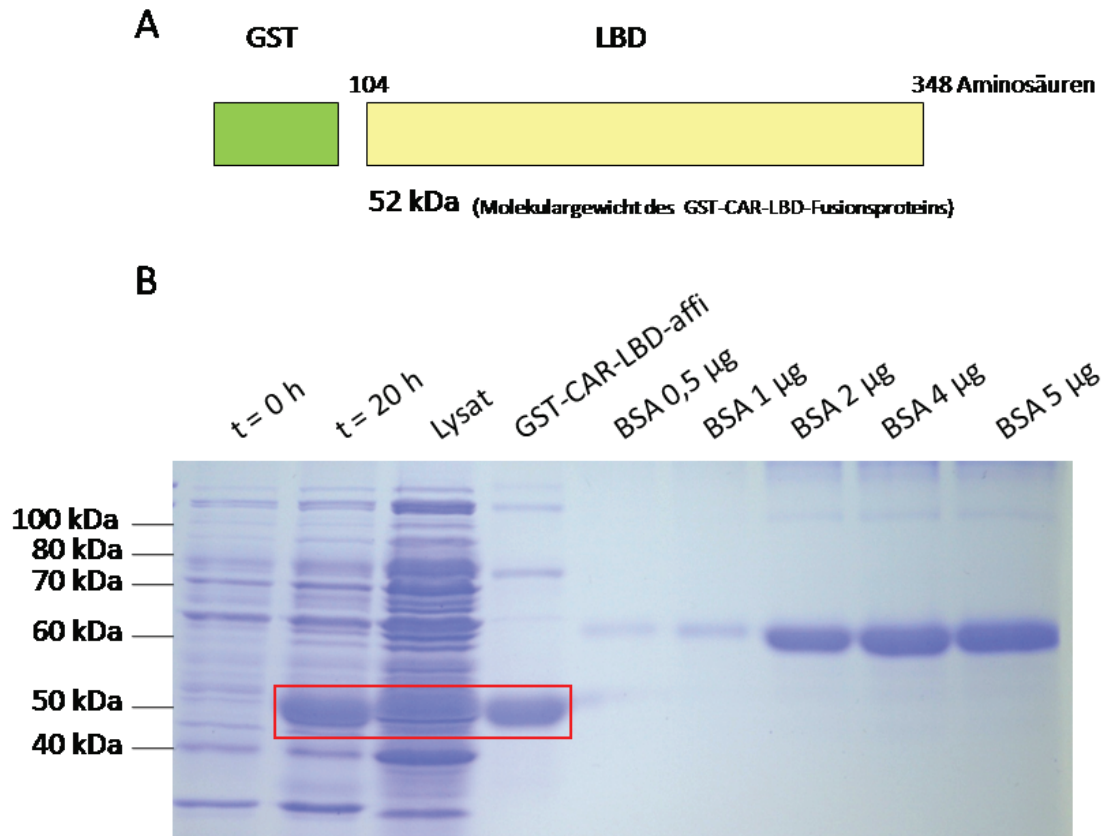 A
GST LBD
104 348 Aminosäuren
52 kDa (Molekulargewicht des GST-CAR-LBD-Fusionsproteins)
B
t = 0 h
t = 20 h
Lysat
GST-CAR-LBD-affi
BSA 0,5 µg
BSA 1 µg
BSA 2 µg
BSA 4 µg
BSA 5 µg
100 kDa
80 kDa
70 kDa
60 kDa
50 kDa
40 kDa